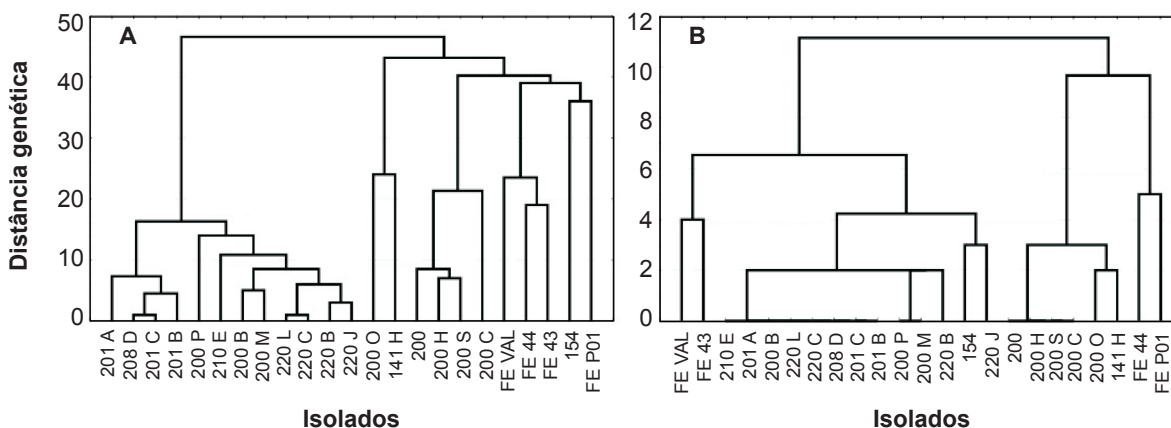 A
B
Distância genética
50
40
30
20
10
0
12
10
8
6
4
2
0
201 A
208 D
201 C
201 B
200 P
210 E
200 B
200 M
220 L
220 C
220 B
220 J
200 O
141 H
200
200 H
200 S
200 C
FE VAL
FE 44
FE 43
154
FE P01
FE VAL
FE 43
210 E
201 A
200 B
220 L
220 C
208 D
201 C
201 B
200 P
200 M
220 B
154
220 J
200
200 H
200 S
200 C
200 O
141 H
FE 44
FE P01
Isolados
Isolados